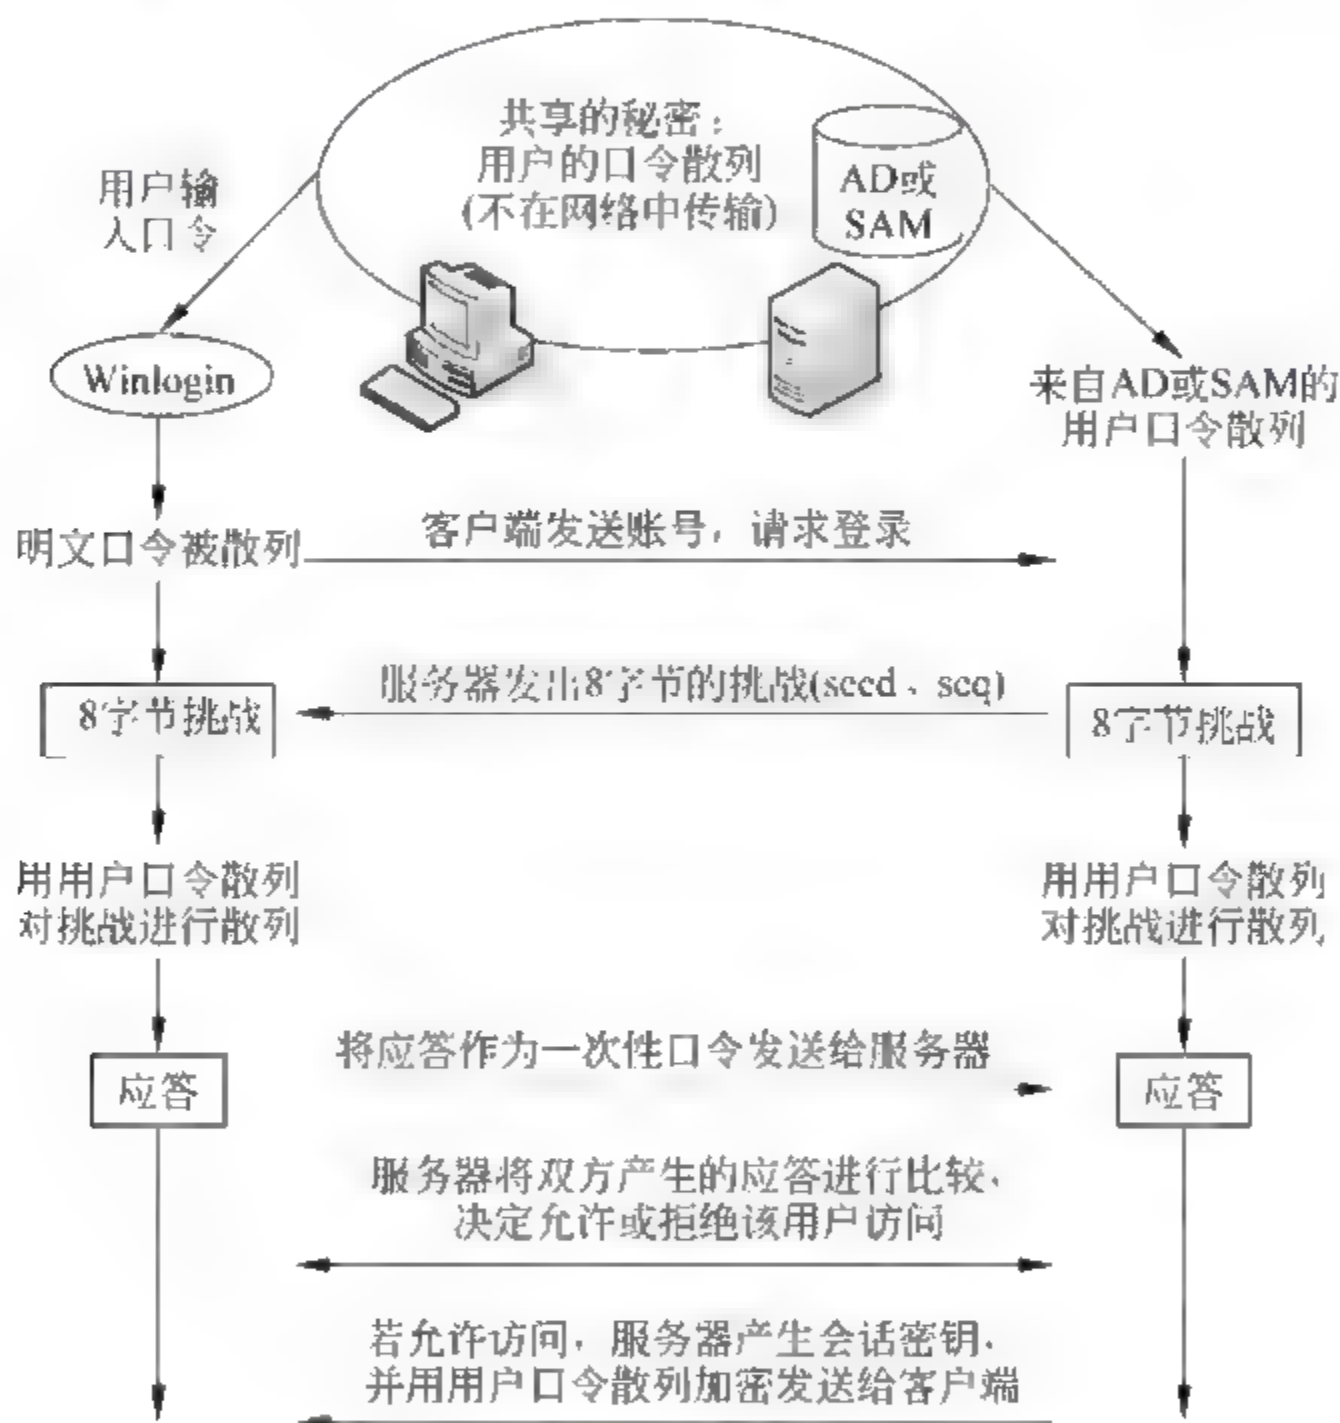 共享的秘密：
用户的口令散列
(不在网络中传输)
AD或
SAM
用户输
入口令
Winlogin
来自AD或SAM的
用户口令散列
明文口令被散列
客户端发送账号，请求登录
服务器发出8字节的挑战(seed、seq)
8字节挑战
8字节挑战
用用户口令散列
对挑战进行散列
用用户口令散列
对挑战进行散列
将应答作为一次性口令发送给服务器
应答
应答
服务器将双方产生的应答进行比较，
决定允许或拒绝该用户访问
若允许访问，服务器产生会话密钥，
并用用户口令散列加密发送给客户端